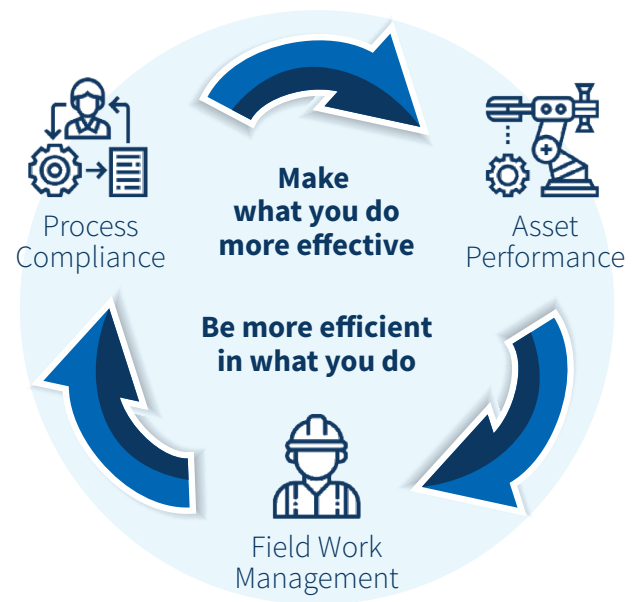 Make
what you do
more effective
Process
Compliance
Asset
Performance
Be more efficient
in what you do
Field Work
Management